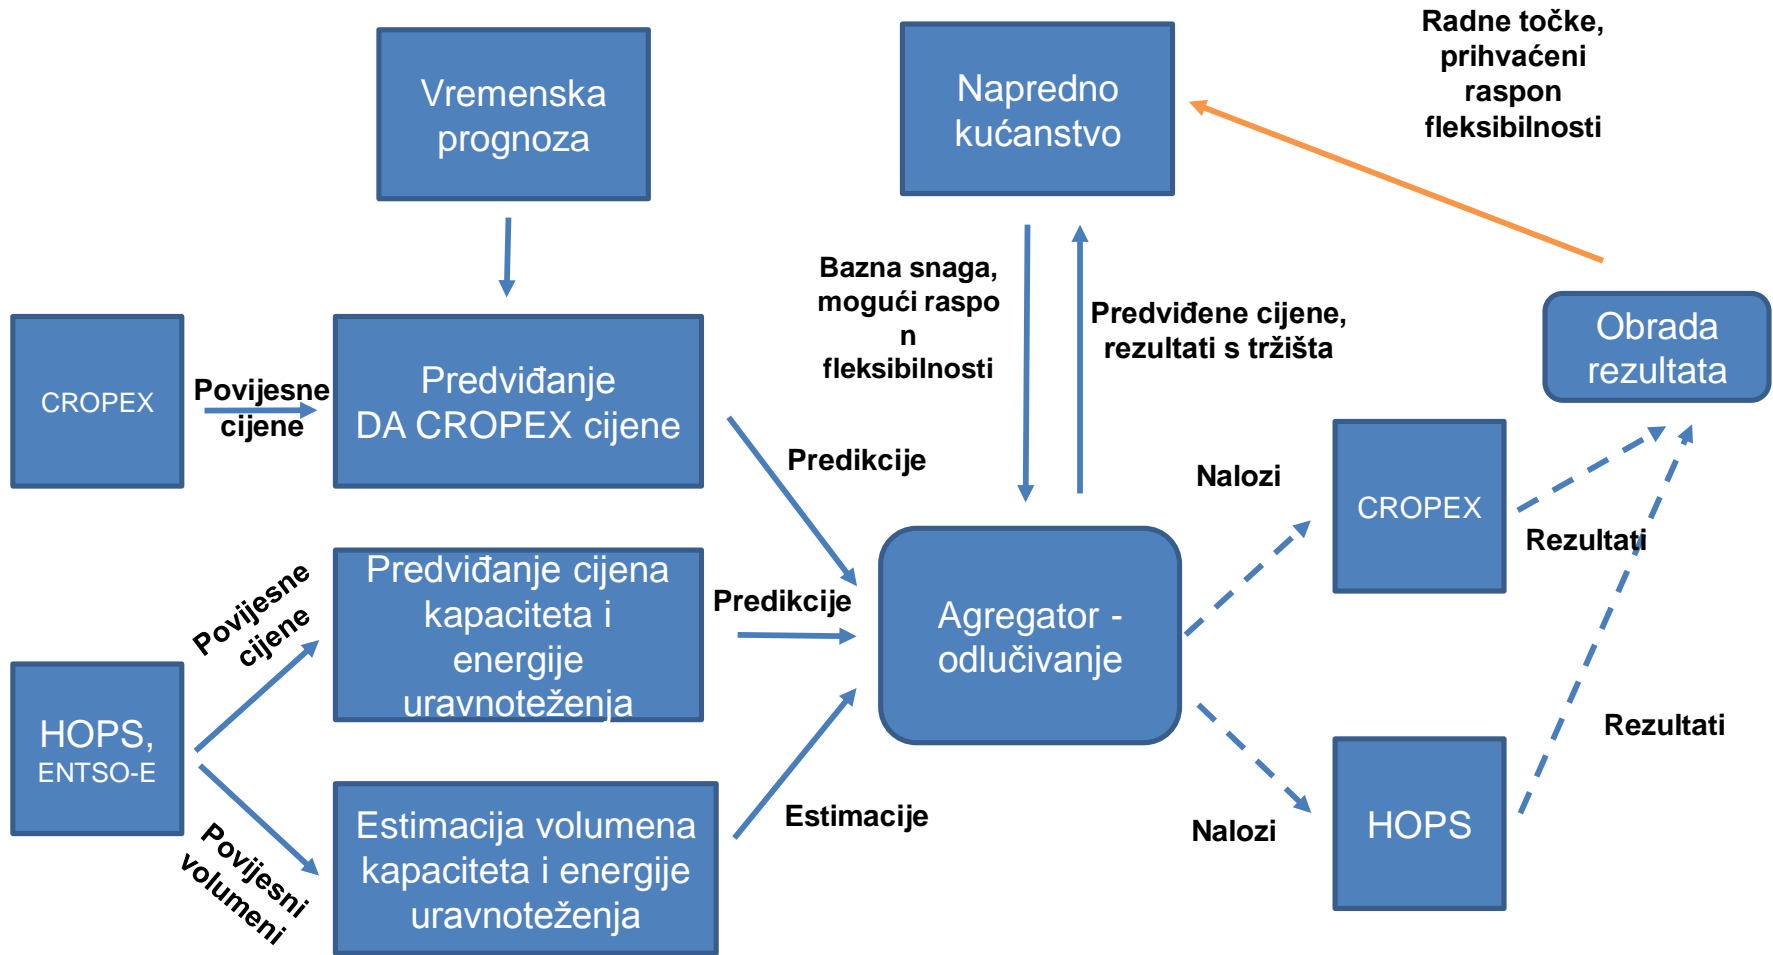 Radne točke,
prihvaćeni
raspon
fleksibilnosti
Vremenska
prognoza
Napredno
kućanstvo
Bazna snaga,
mogući raspo
n
fleksibilnosti
Predviđene cijene,
rezultati s tržišta
Obrada
rezultata
CROPEX
Povijesne
cijene
Predviđanje
DA CROPEX cijene
Predikcije
Nalozi
CROPEX
Rezultati
Povijesne
cijene
Predviđanje cijena
kapaciteta i
energije
uravnoteženja
Predikcije
Agregator -
odlučivanje
HOPS,
ENTSO-E
Rezultati
Povijesni
volumeni
Estimacija volumena
kapaciteta i energije
uravnoteženja
Estimacije
Nalozi
HOPS